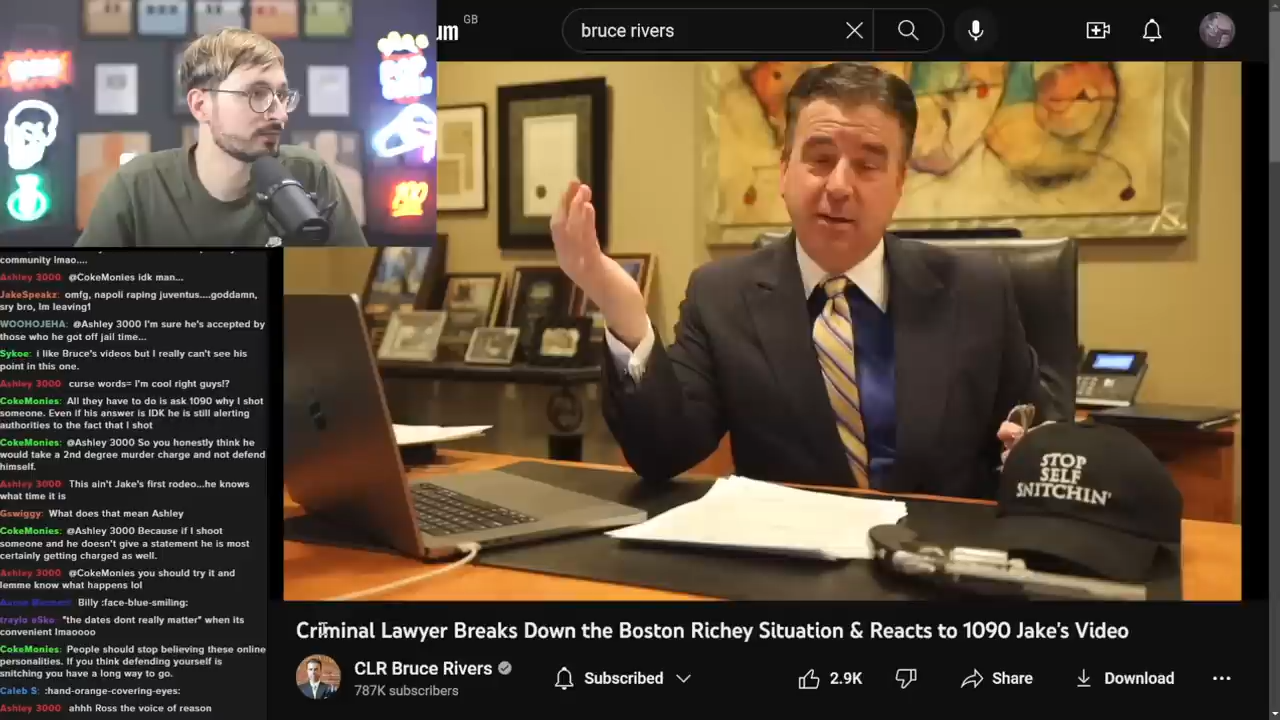 um GB
bruce rivers
community lmao....
Ashley 3000 @CokeMonies idk man...
JakeSpeakz: omfg, napoli raping juventus....goddamn,
sry bro, Im leaving1
WOOHOJEHA: @Ashley 3000 I'm sure he's accepted by
those who he got off jail time...
Sykoe: i like Bruce's videos but I really can't see his
point in this one.
Ashley 3000 curse words= I'm cool right guys!?
CokeMonies: All they have to do is ask 1090 why I shot
someone. Even if his answer is IDK he is still alerting
authorities to the fact that I shot
CokeMonies: @Ashley 3000 So you honestly think he
would take a 2nd degree murder charge and not defend
himself.
Ashley 3000 This ain't Jake's first rodeo...he knows
what time it is
Gswiggy: What does that mean Ashley
CokeMonies: @Ashley 3000 Because if I shoot
someone and he doesn't give a statement he is most
certainly getting charged as well.
Ashley 3000 @CokeMonies you should try it and
lemme know what happens lol
Billy :face-blue-smiling:
traylo e5ko: "the dates dont really matter" when its
convenient lmaoooo
CokeMonies: People should stop believing these online
personalities. If you think defending yourself is
snitching you have a long way to go.
Caleb S: :hand-orange-covering-eyes:
Ashley 3000 ahhh Ross the voice of reason
STOP
SELF
SNITCHIN'
Criminal Lawyer Breaks Down the Boston Richey Situation & Reacts to 1090 Jake's Video
CLR Bruce Rivers
787K subscribers
Subscribed
2.9K
Share
Download